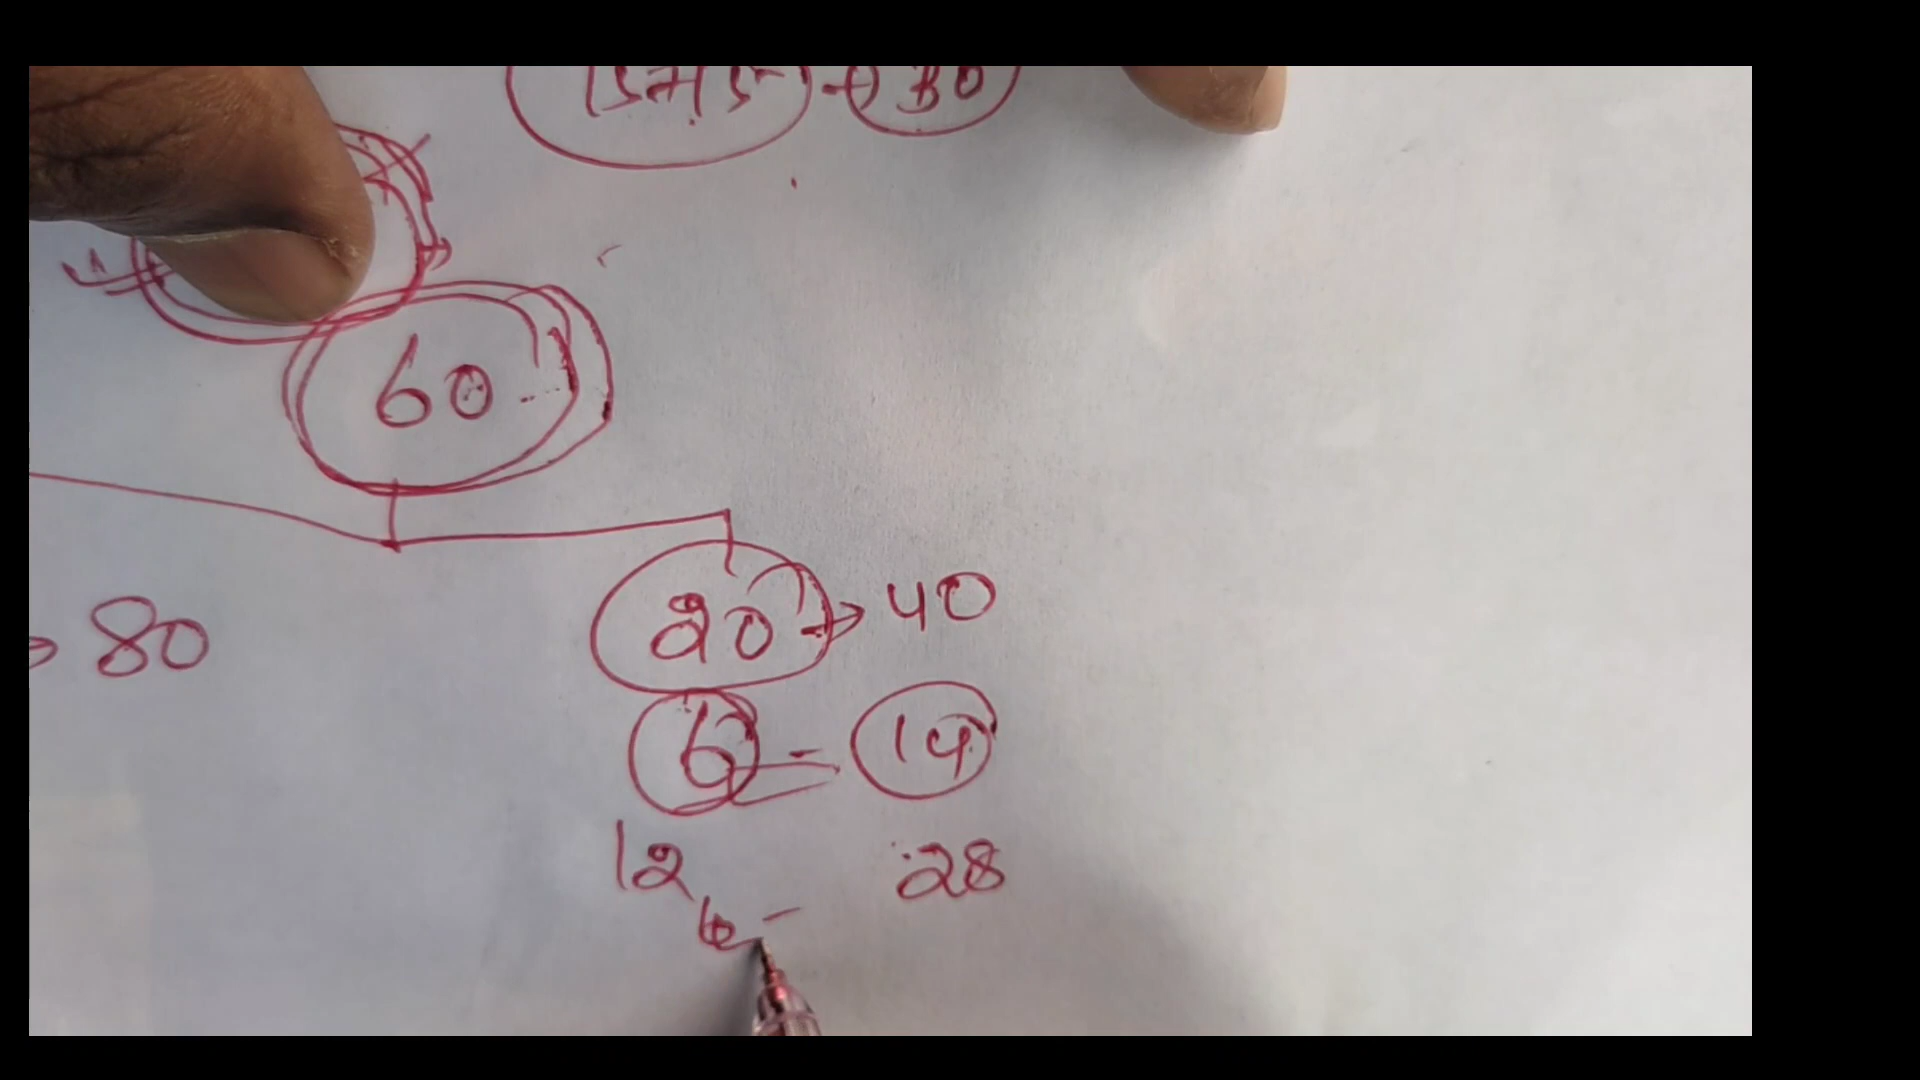 → 30
60
→ 80
20 → 40
6 = 14
12 28
6 -